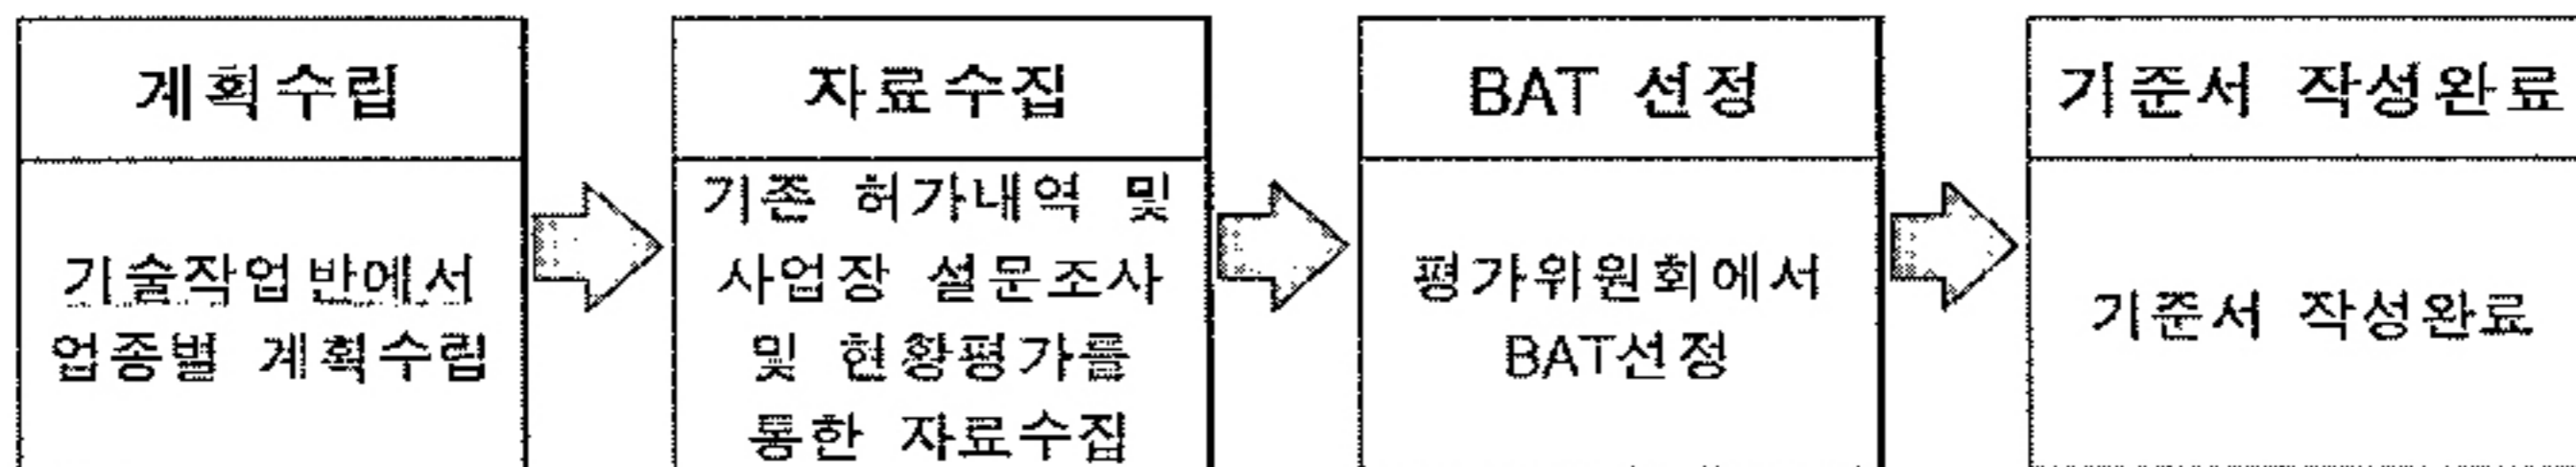 계획수립
기술작업반에서
업종별 계획수립
자료수집
기존 허가내역 및
사업장 설문조사
및 현황평가를
통한 자료수집
BAT 선정
평가위원회에서
BAT선정
기준서 작성완료
기준서 작성완료